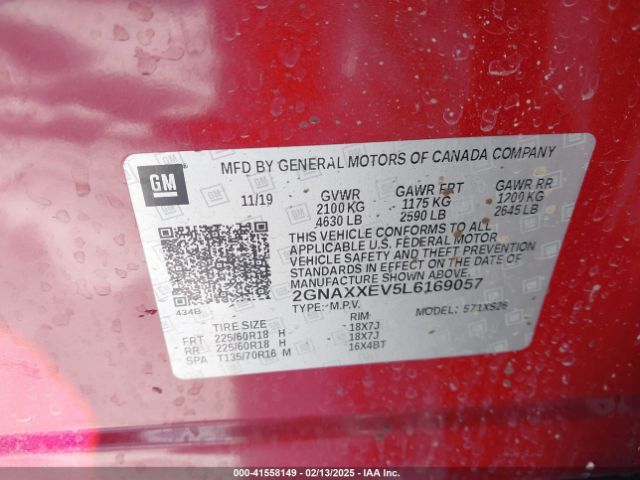 MFD BY GENERAL MOTORS OF CANADA COMPANY
GM
11/19 GVWR GAWR FRT GAWR RR
2100 KG 1175 KG 1200 KG
4630 LB 2590 LB 2645 LB
THIS VEHICLE CONFORMS TO ALL
APPLICABLE U.S. FEDERAL MOTOR
VEHICLE SAFETY AND THEFT PREVENTION
STANDARDS IN EFFECT ON THE DATE OF
MANUFACTURE SHOWN ABOVE.
2GNAXXEV5L6169057
434B TYPE: M.P.V. MODEL: 571XS26
TIRE SIZE RIM
FRT 225/60R18 H 18X7J
RR 225/60R18 H 18X7J
SPA T135/70R16 M 16X4BT
000-41558149 - 02/13/2025 - IAA Inc.